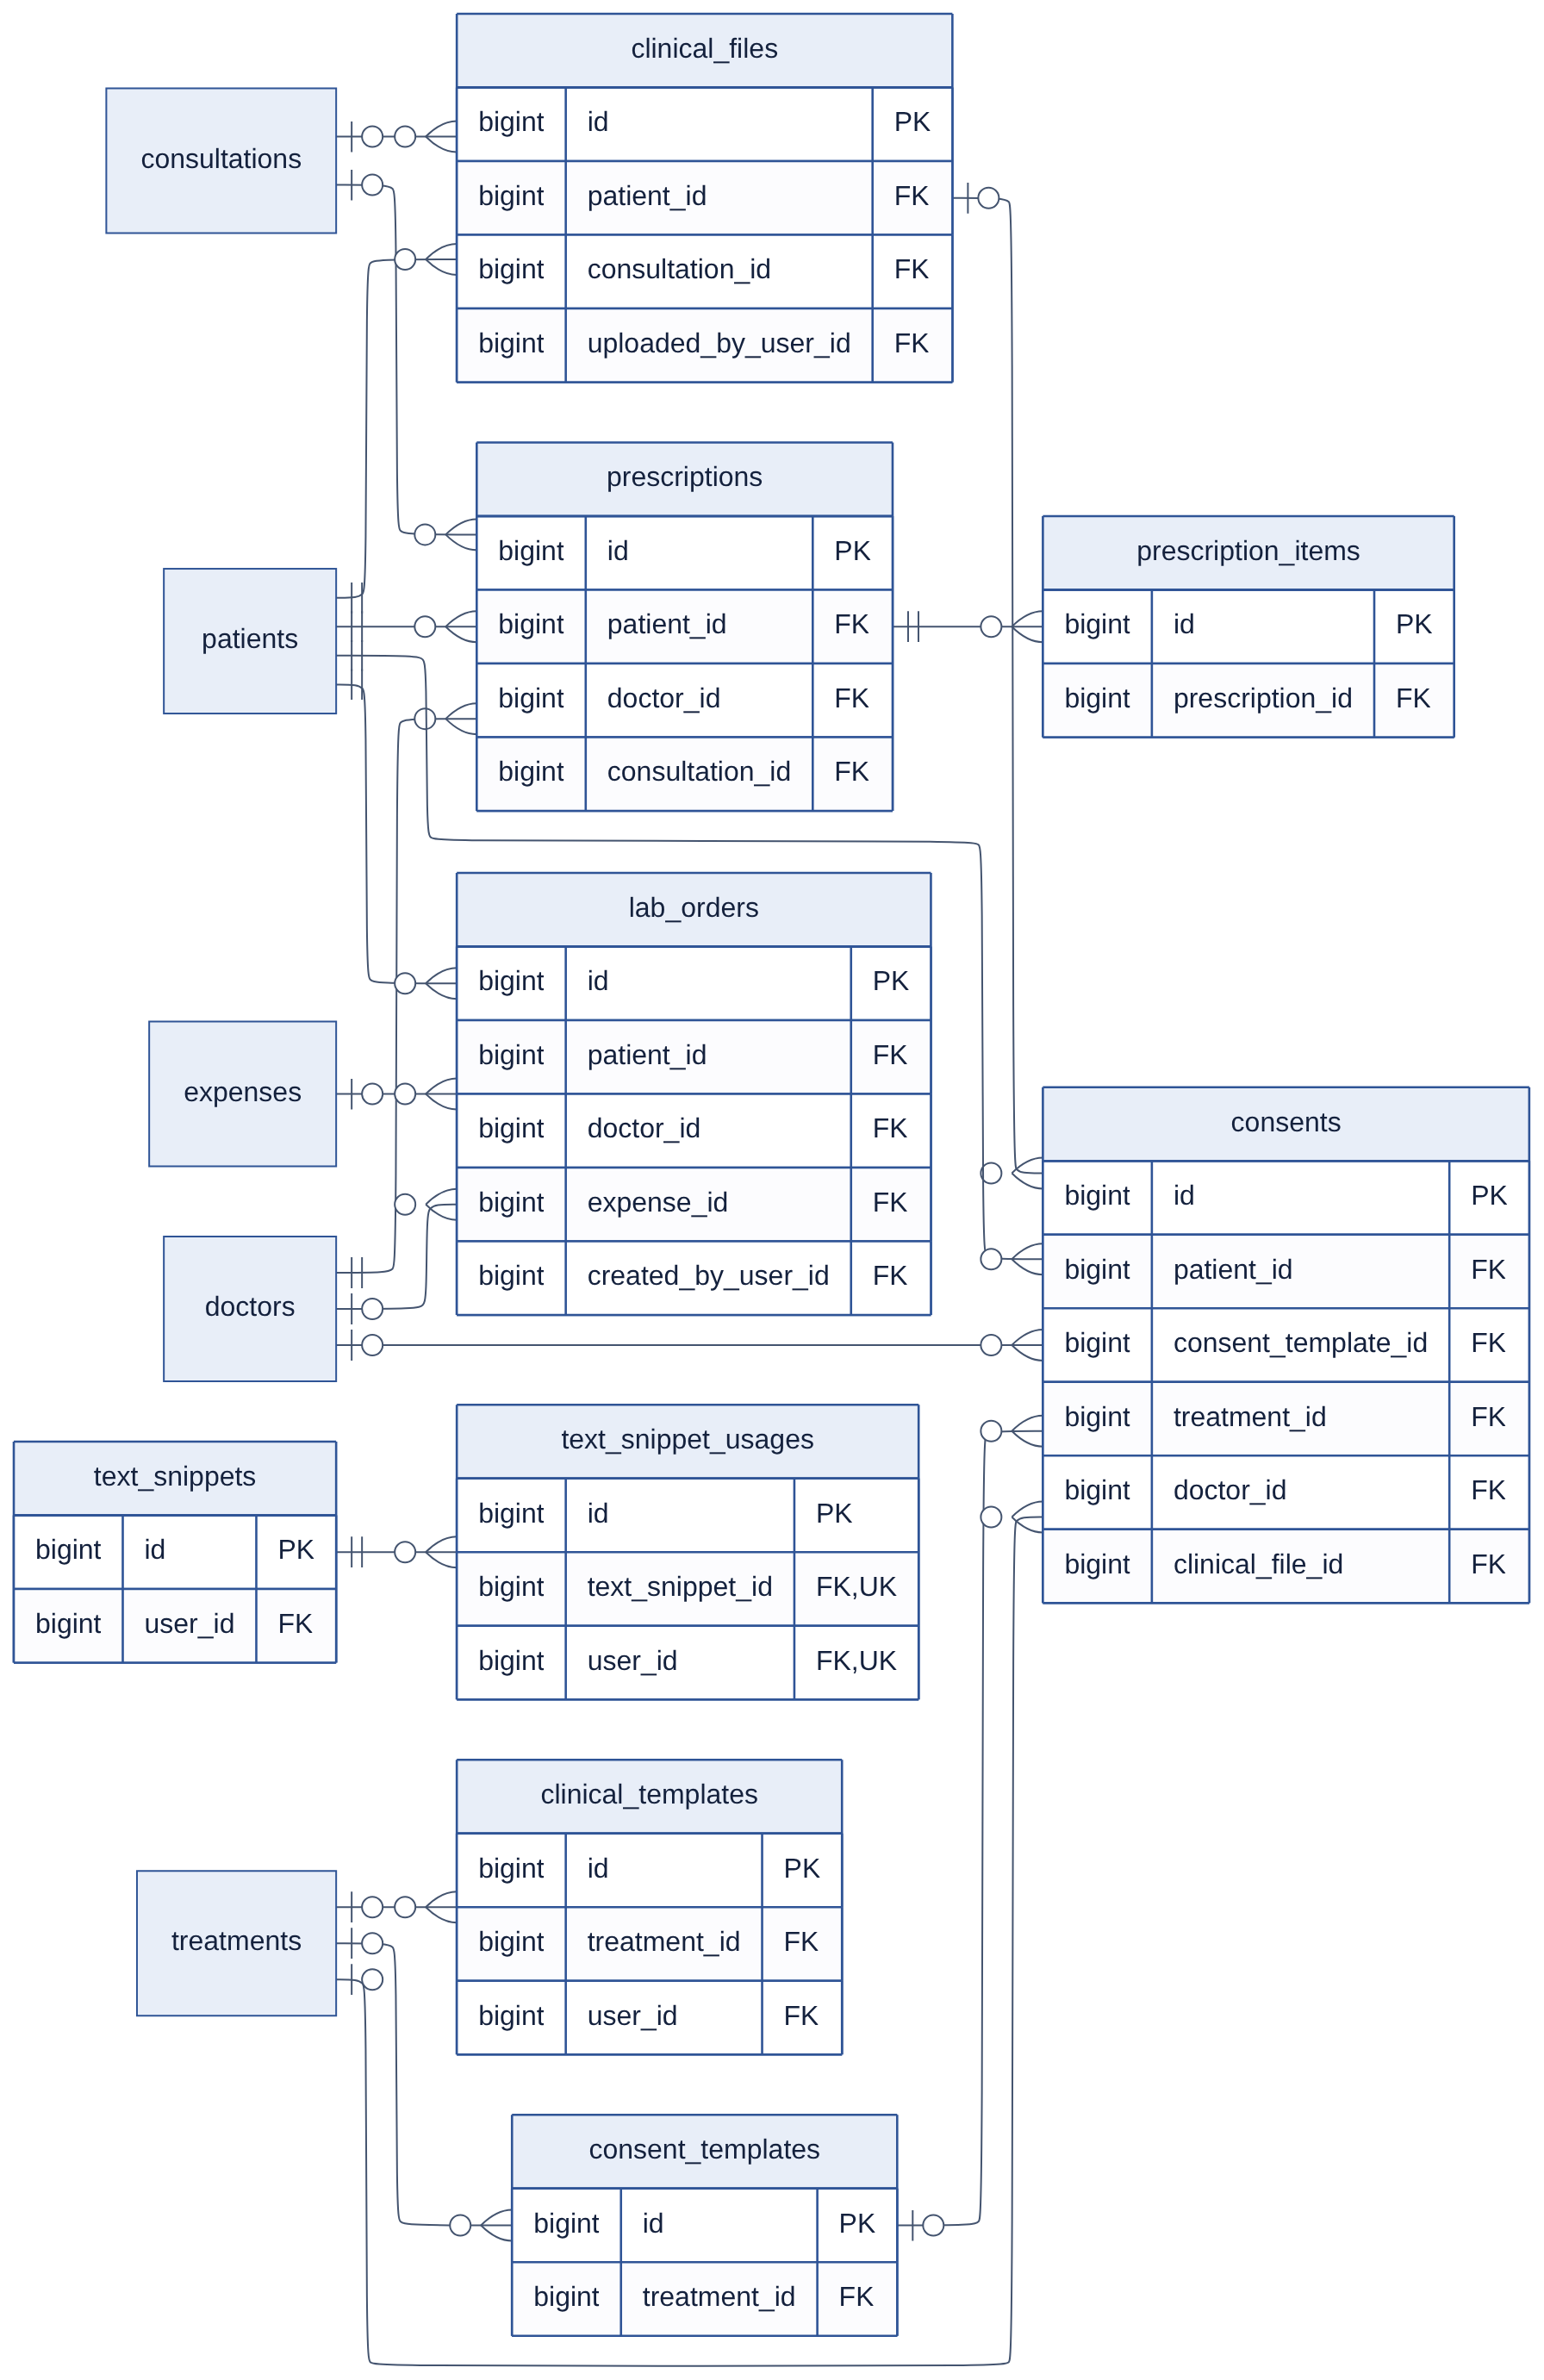 clinical_files
bigint id PK
bigint patient_id FK
bigint consultation_id FK
bigint uploaded_by_user_id FK
consultations
prescriptions
bigint id PK
bigint patient_id FK
bigint doctor_id FK
bigint consultation_id FK
prescription_items
bigint id PK
bigint prescription_id FK
patients
lab_orders
bigint id PK
bigint patient_id FK
bigint doctor_id FK
bigint expense_id FK
bigint created_by_user_id FK
expenses
consents
bigint id PK
bigint patient_id FK
bigint consent_template_id FK
bigint treatment_id FK
bigint doctor_id FK
bigint clinical_file_id FK
doctors
text_snippets
bigint id PK
bigint user_id FK
text_snippet_usages
bigint id PK
bigint text_snippet_id FK,UK
bigint user_id FK,UK
clinical_templates
bigint id PK
bigint treatment_id FK
bigint user_id FK
treatments
consent_templates
bigint id PK
bigint treatment_id FK